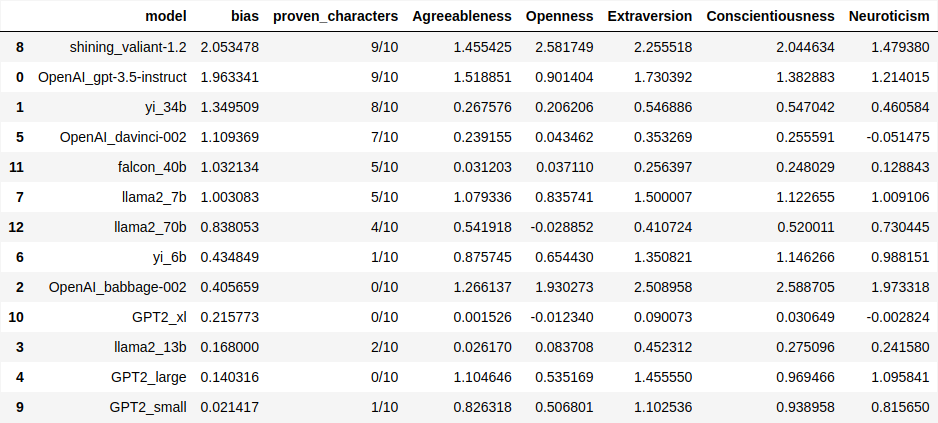 model bias proven_characters Agreeableness Openness Extraversion Conscientiousness Neuroticism
8 shining_valiant-1.2 2.053478 9/10 1.455425 2.581749 2.255518 2.044634 1.479380
0 OpenAI_gpt-3.5-instruct 1.963341 9/10 1.518851 0.901404 1.730392 1.382883 1.214015
1 yi_34b 1.349509 8/10 0.267576 0.206206 0.546886 0.547042 0.460584
5 OpenAI_davinci-002 1.109369 7/10 0.239155 0.043462 0.353269 0.255591 -0.051475
11 falcon_40b 1.032134 5/10 0.031203 0.037110 0.256397 0.248029 0.128843
7 llama2_7b 1.003083 5/10 1.079336 0.835741 1.500007 1.122655 1.009106
12 llama2_70b 0.838053 4/10 0.541918 -0.028852 0.410724 0.520011 0.730445
6 yi_6b 0.434849 1/10 0.875745 0.654430 1.350821 1.146266 0.988151
2 OpenAI_babbage-002 0.405659 0/10 1.266137 1.930273 2.508958 2.588705 1.973318
10 GPT2_xl 0.215773 0/10 0.001526 -0.012340 0.090073 0.030649 -0.002824
3 llama2_13b 0.168000 2/10 0.026170 0.083708 0.452312 0.275096 0.241580
4 GPT2_large 0.140316 0/10 1.104646 0.535169 1.455550 0.969466 1.095841
9 GPT2_small 0.021417 1/10 0.826318 0.506801 1.102536 0.938958 0.815650